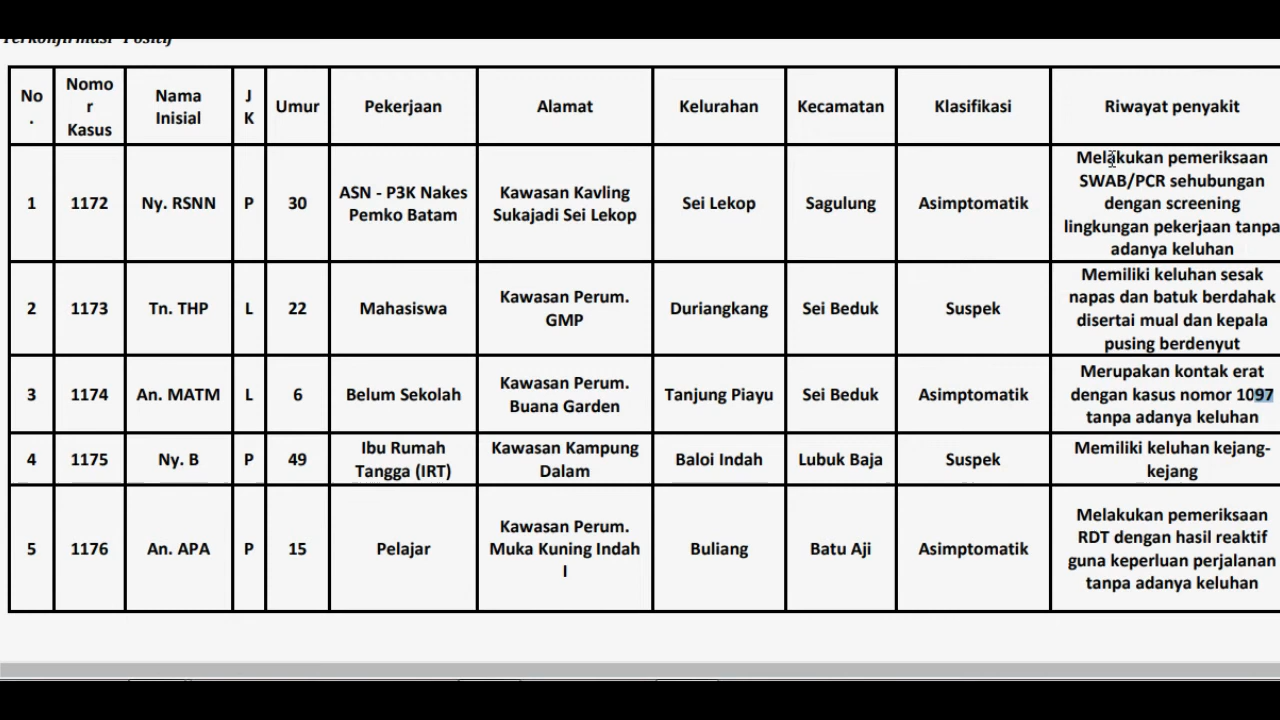 Terkonfirmasi Positif
No
.
Nomo
r
Kasus
Nama
Inisial
J
K
Umur
Pekerjaan
Alamat
Kelurahan
Kecamatan
Klasifikasi
Riwayat penyakit
1
1172
Ny. RSNN
P
30
ASN - P3K Nakes
Pemko Batam
Kawasan Kavling
Sukajadi Sei Lekop
Sei Lekop
Sagulung
Asimptomatik
Melakukan pemeriksaan
SWAB/PCR sehubungan
dengan screening
lingkungan pekerjaan tanpa
adanya keluhan
2
1173
Tn. THP
L
22
Mahasiswa
Kawasan Perum.
GMP
Duriangkang
Sei Beduk
Suspek
Memiliki keluhan sesak
napas dan batuk berdahak
disertai mual dan kepala
pusing berdenyut
3
1174
An. MATM
L
6
Belum Sekolah
Kawasan Perum.
Buana Garden
Tanjung Piayu
Sei Beduk
Asimptomatik
Merupakan kontak erat
dengan kasus nomor 1097
tanpa adanya keluhan
4
1175
Ny. B
P
49
Ibu Rumah
Tangga (IRT)
Kawasan Kampung
Dalam
Baloi Indah
Lubuk Baja
Suspek
Memiliki keluhan kejang-
kejang
5
1176
An. APA
P
15
Pelajar
Kawasan Perum.
Muka Kuning Indah
I
Buliang
Batu Aji
Asimptomatik
Melakukan pemeriksaan
RDT dengan hasil reaktif
guna keperluan perjalanan
tanpa adanya keluhan